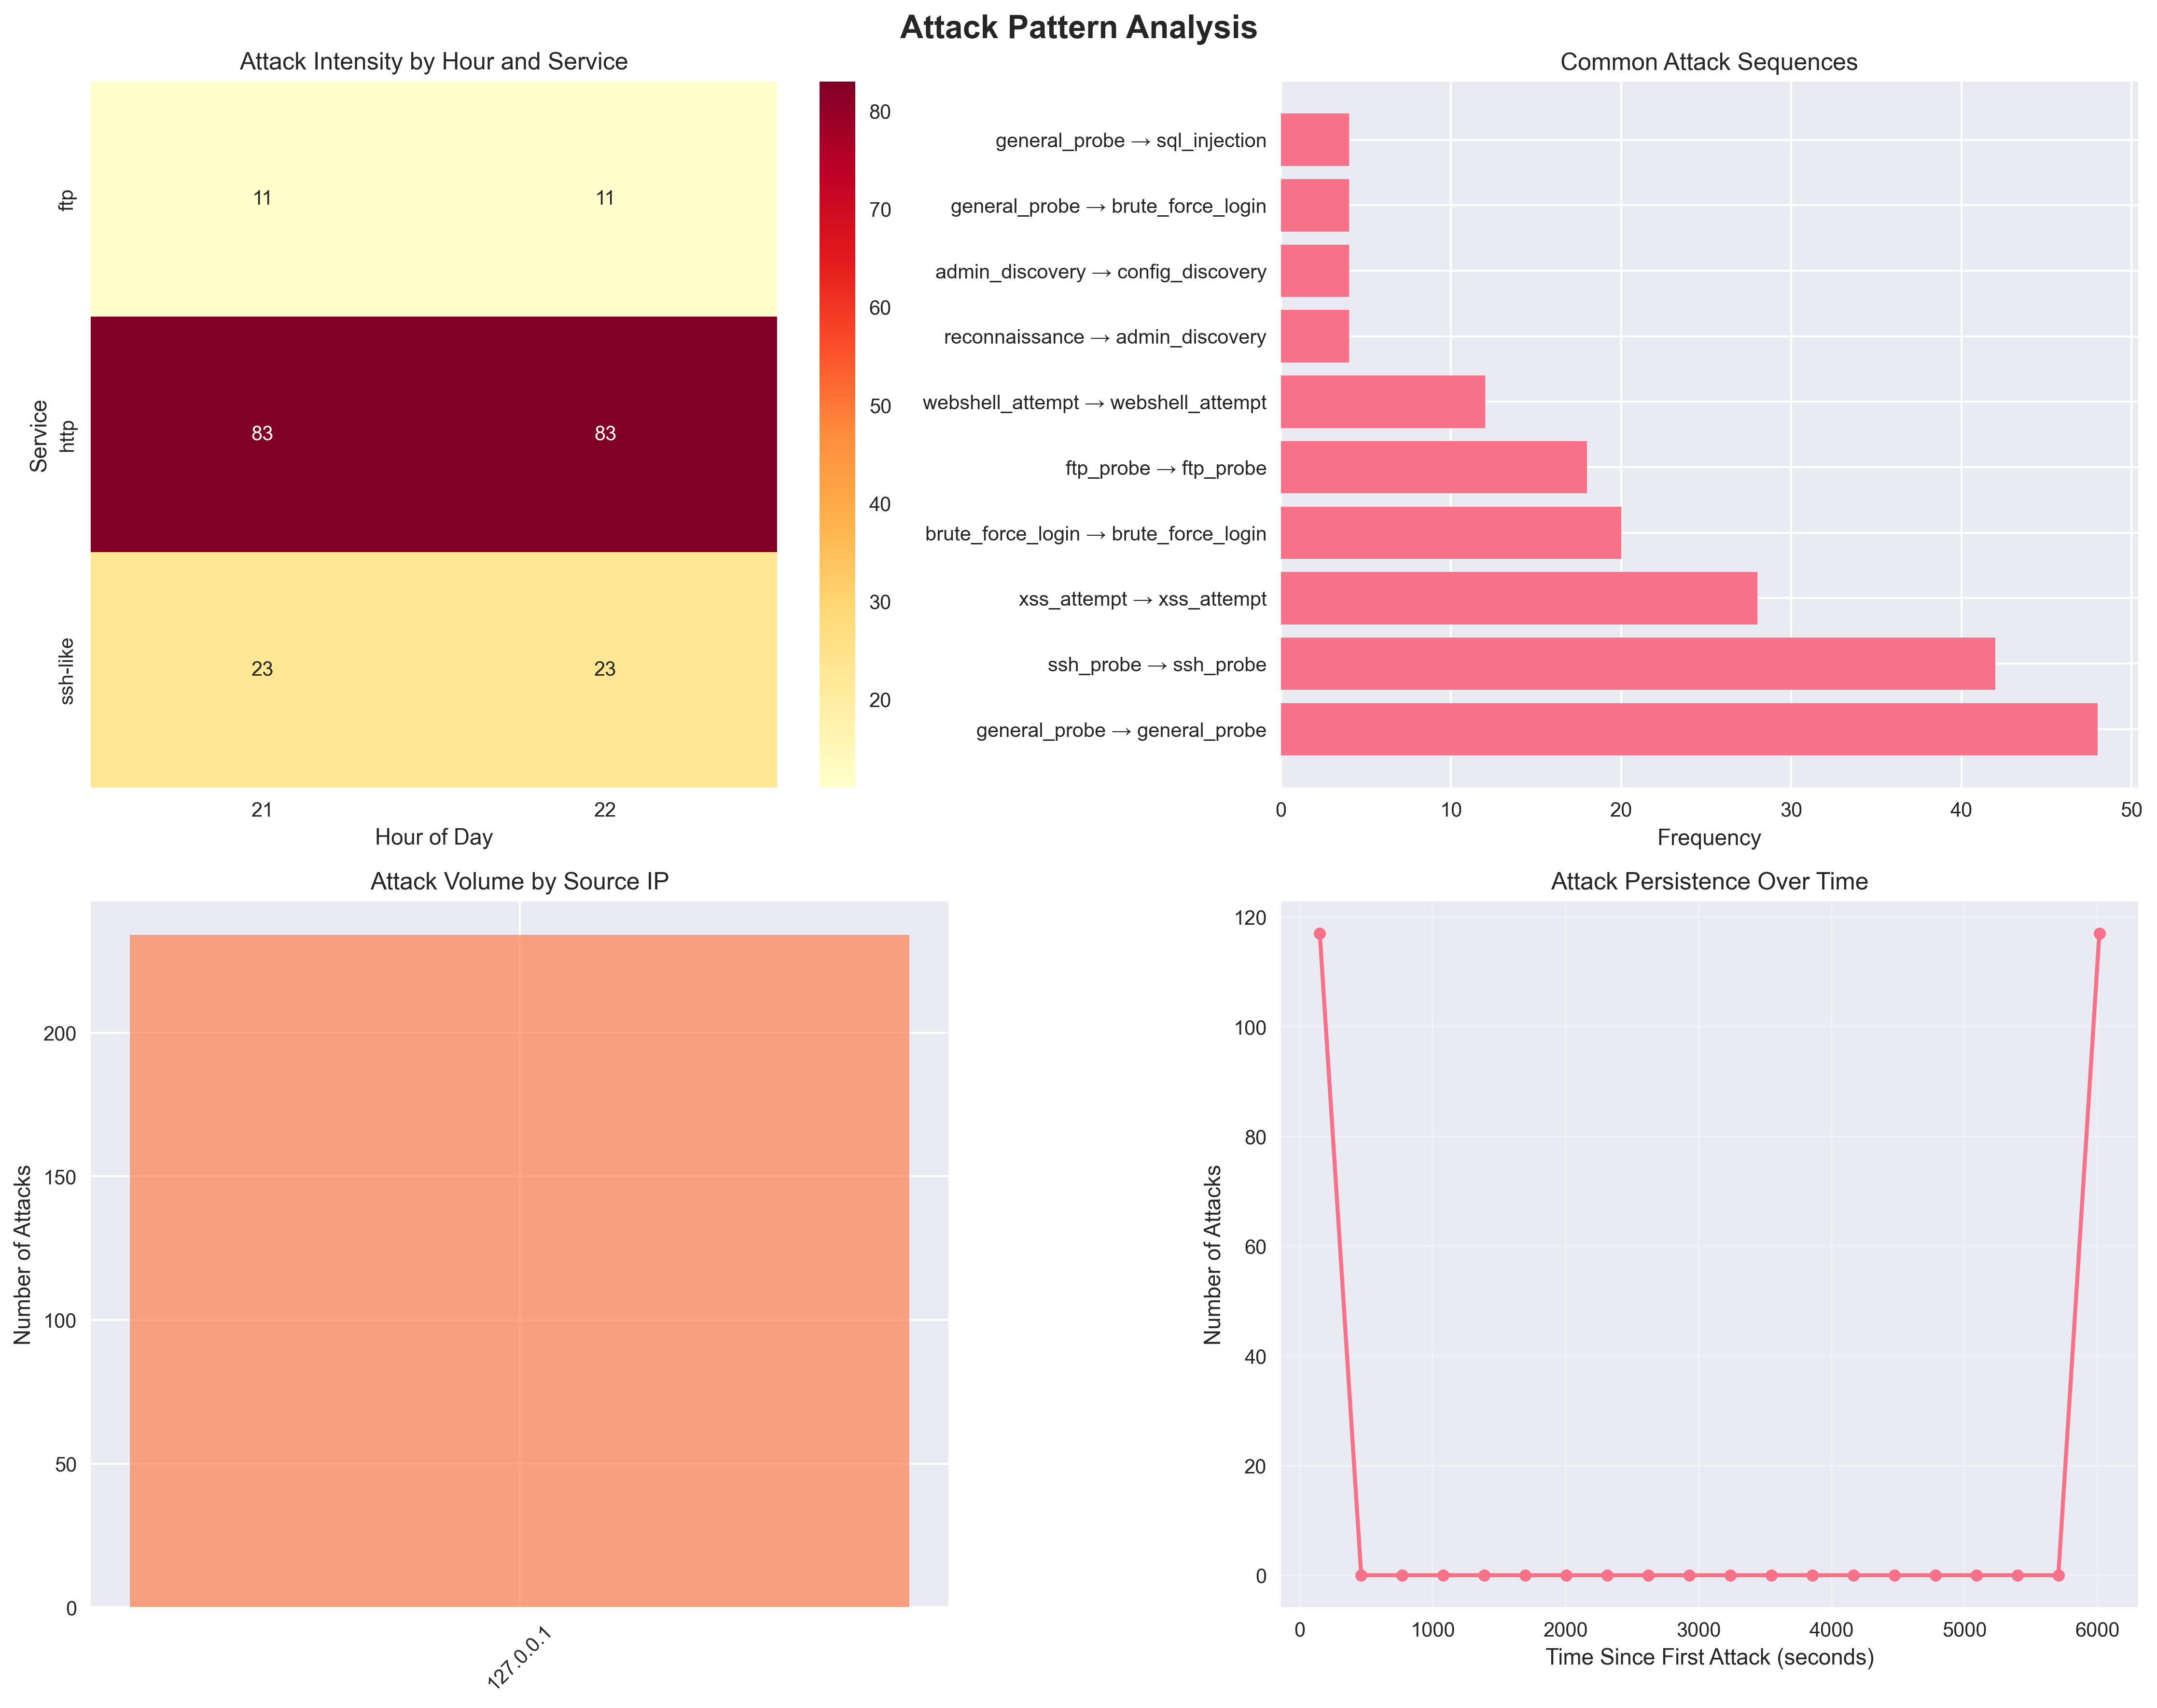 Attack Pattern Analysis
Attack Intensity by Hour and Service
Service
ftp
http
ssh-like
11 11
83 83
23 23
21 22
Hour of Day
80
70
60
50
40
30
20
Common Attack Sequences
general_probe → sql_injection
general_probe → brute_force_login
admin_discovery → config_discovery
reconnaissance → admin_discovery
webshell_attempt → webshell_attempt
ftp_probe → ftp_probe
brute_force_login → brute_force_login
xss_attempt → xss_attempt
ssh_probe → ssh_probe
general_probe → general_probe
0 10 20 30 40 50
Frequency
Attack Volume by Source IP
Number of Attacks
200
150
100
50
0
127.0.0.1
Attack Persistence Over Time
Number of Attacks
120
100
80
60
40
20
0
0 1000 2000 3000 4000 5000 6000
Time Since First Attack (seconds)